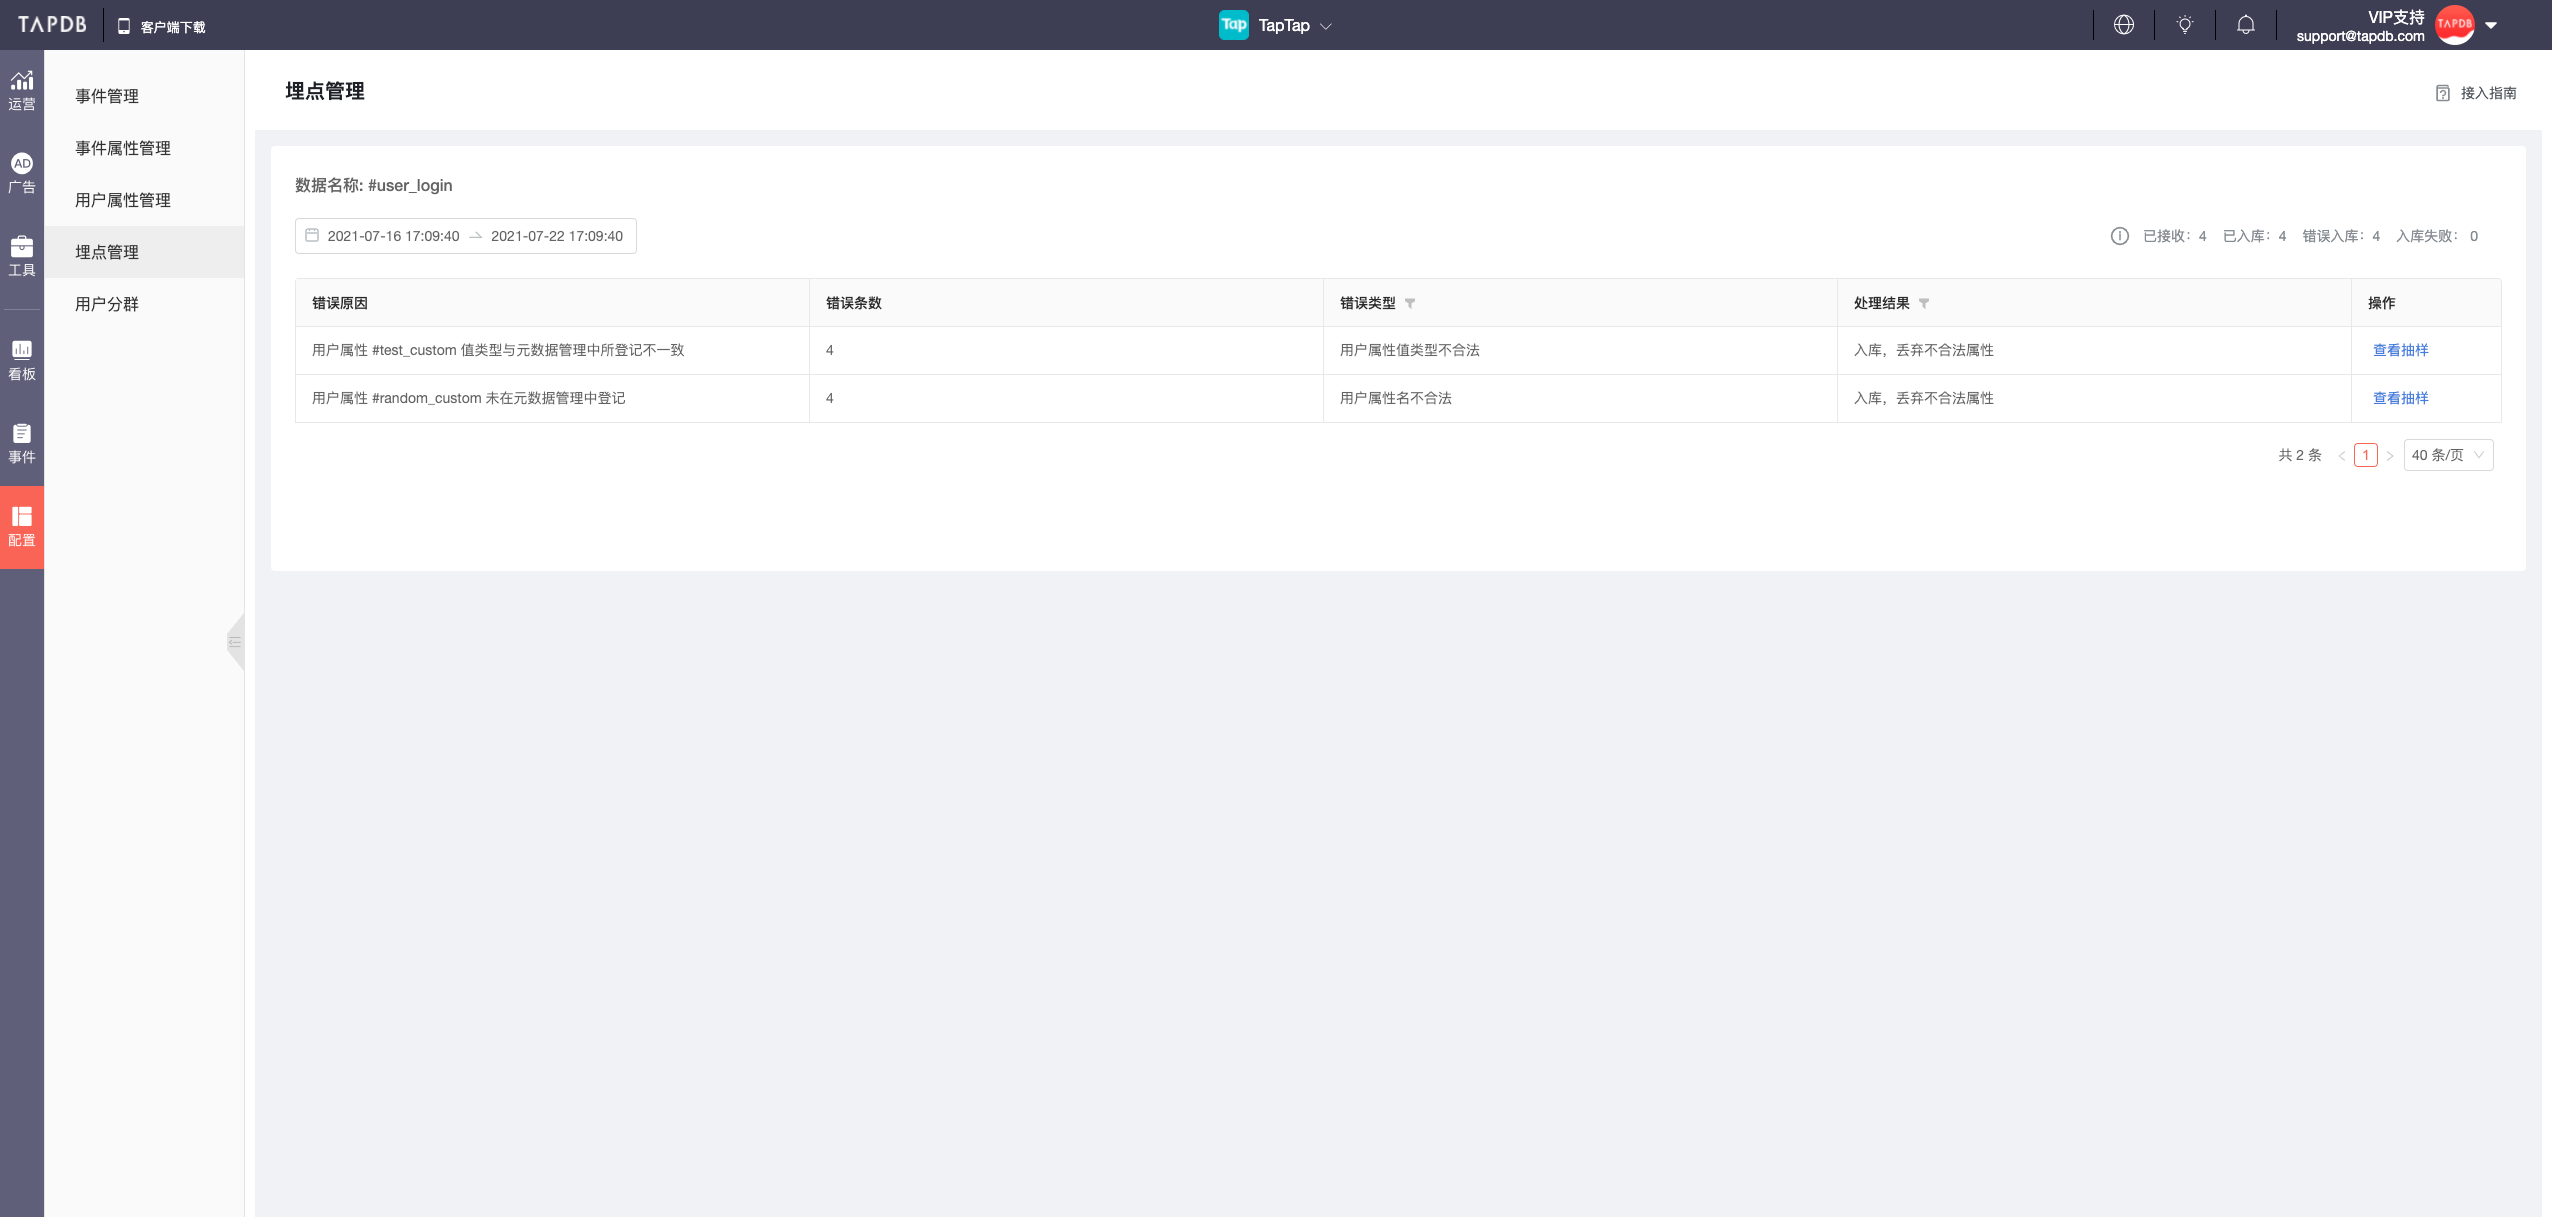 TAPDB 客户端下载 Tap TapTap VIP支持
support@tapdb.com TAPDB
运营
AD
广告
工具
看板
事件
配置
事件管理
事件属性管理
用户属性管理
埋点管理
用户分群
埋点管理 接入指南
数据名称: #user_login
2021-07-16 17:09:40 2021-07-22 17:09:40 已接收：4 已入库：4 错误入库：4 入库失败： 0
错误原因 错误条数 错误类型 处理结果 操作
用户属性 #test_custom 值类型与元数据管理中所登记不一致 4 用户属性值类型不合法 入库，丢弃不合法属性 查看抽样
用户属性 #random_custom 未在元数据管理中登记 4 用户属性名不合法 入库，丢弃不合法属性 查看抽样
共 2 条 1 40 条/页